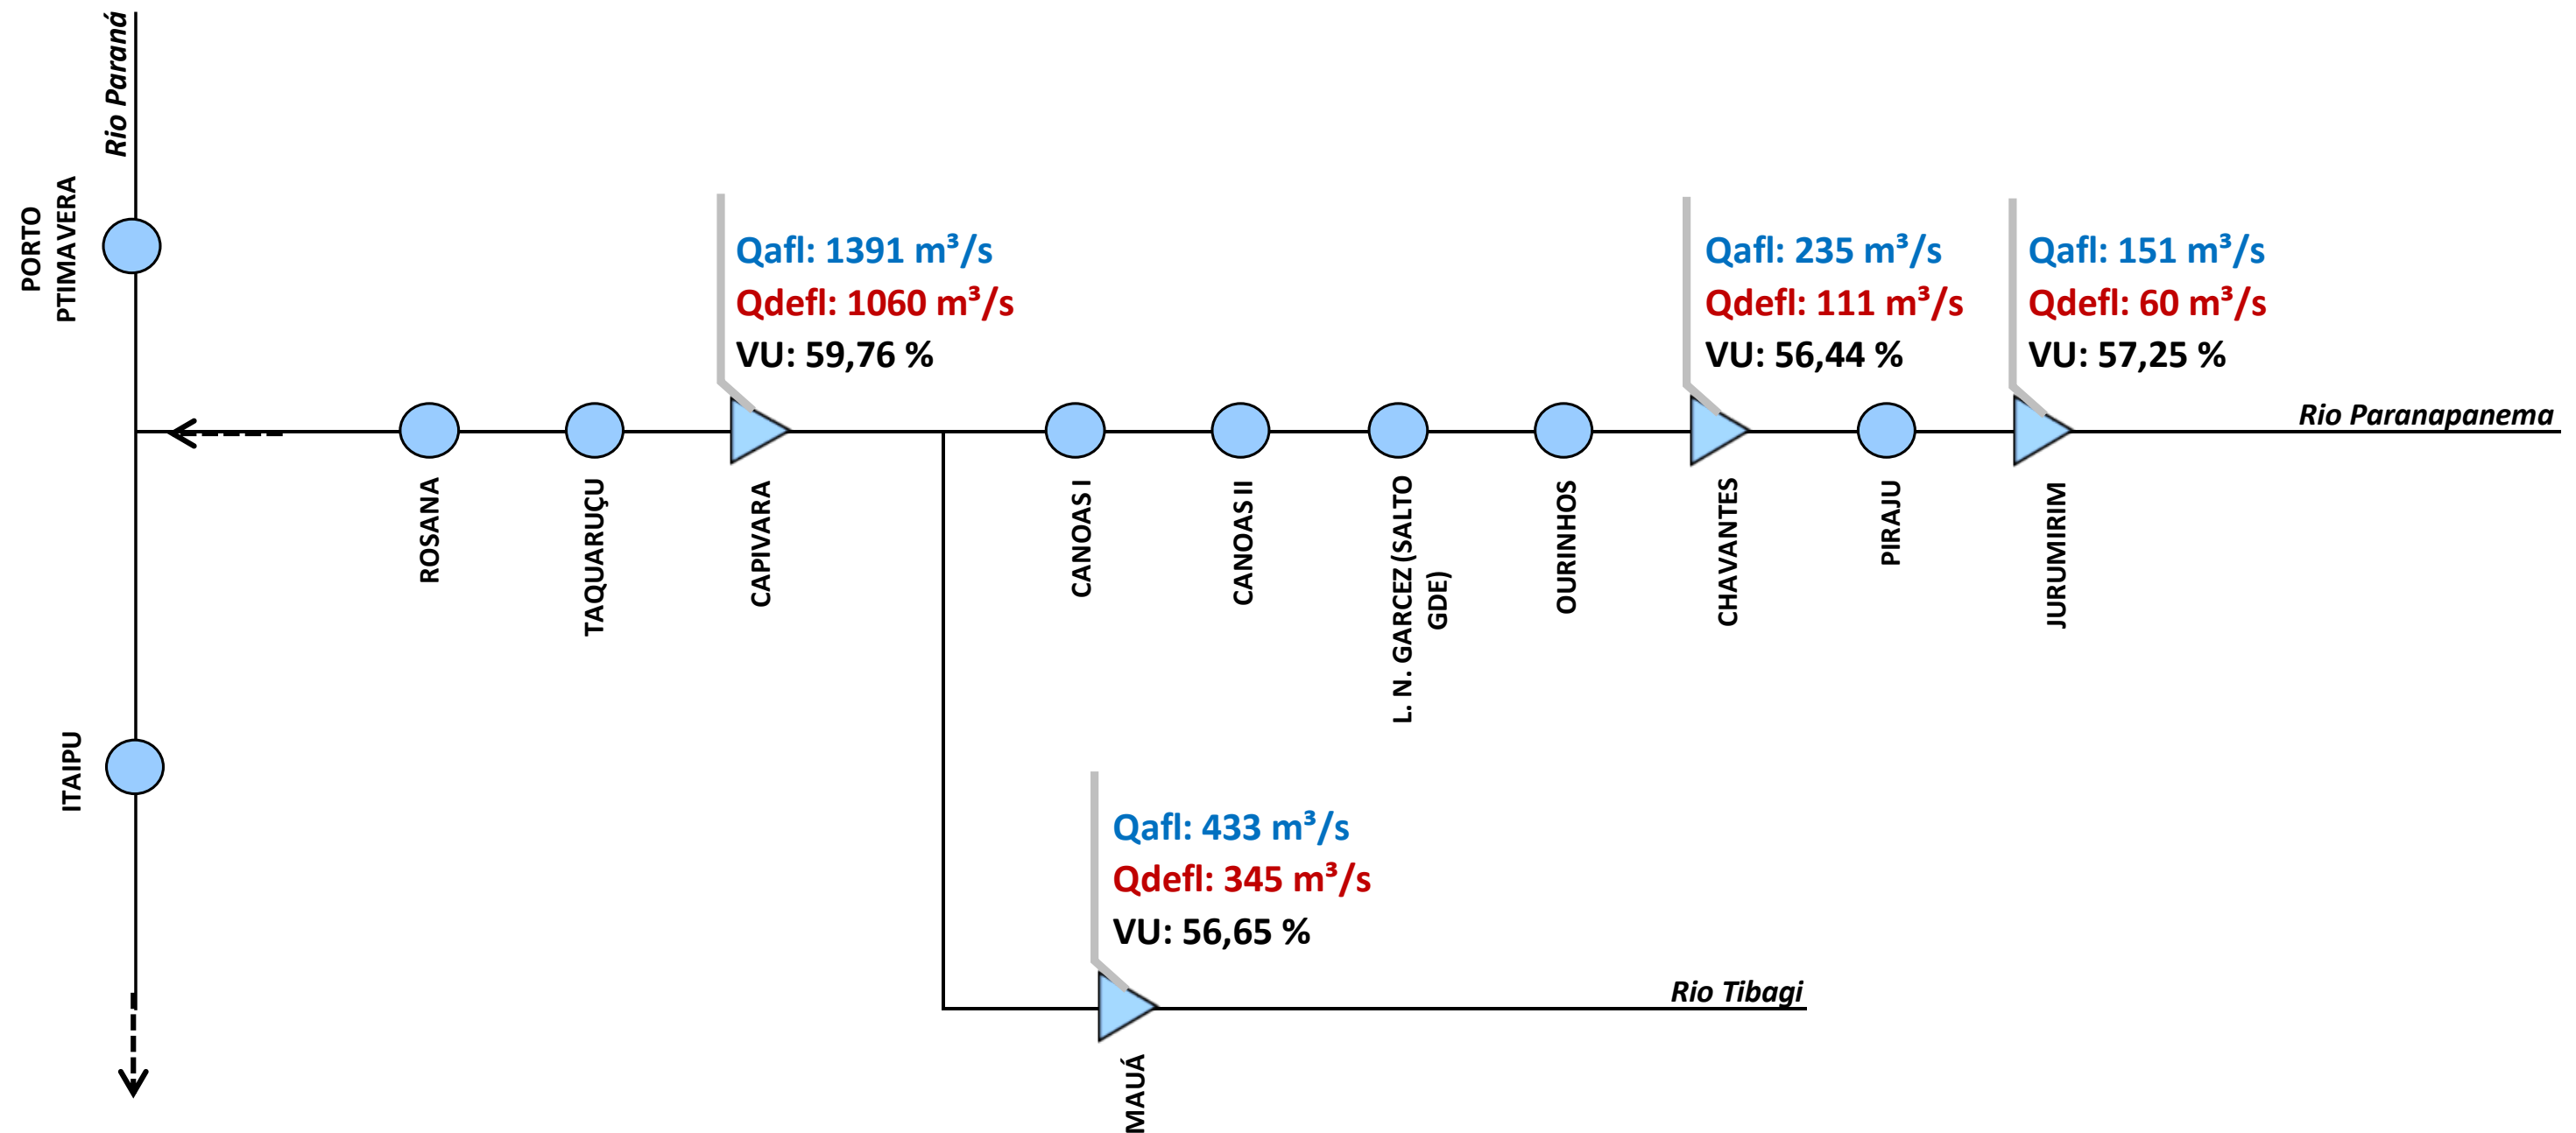 Rio Paraná
PORTO
PTIMAVERA
Qafl: 1391 m³/s
Qdefl: 1060 m³/s
VU: 59,76 %
Qafl: 235 m³/s
Qdefl: 111 m³/s
VU: 56,44 %
Qafl: 151 m³/s
Qdefl: 60 m³/s
VU: 57,25 %
Rio Paranapanema
ROSANA
TAQUARUÇU
CAPIVARA
CANOAS I
CANOAS II
L. N. GARCEZ (SALTO
GDE)
OURINHOS
CHAVANTES
PIRAJU
JURUMIRIM
ITAIPU
Qafl: 433 m³/s
Qdefl: 345 m³/s
VU: 56,65 %
Rio Tibagi
MAUÁ